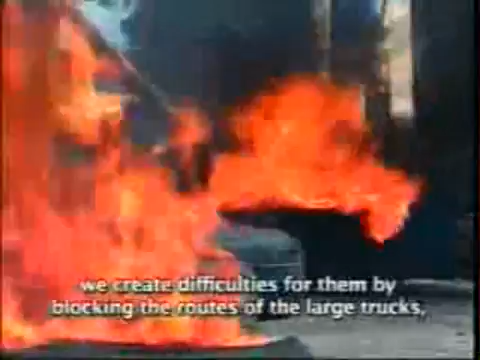 we create difficulties for them by
blocking the routes of the large trucks,